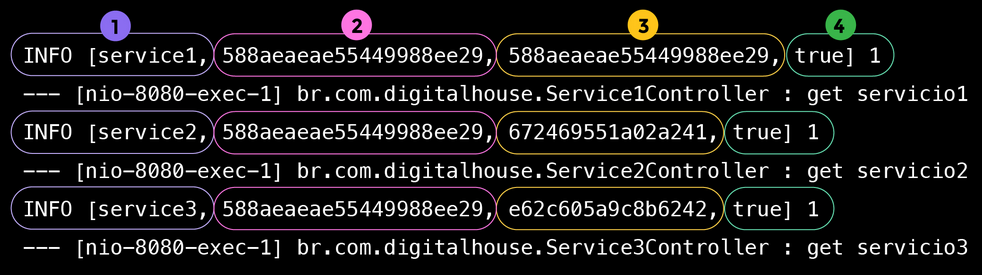 1 2 3 4
INFO [service1, 588aeaeae55449988ee29, 588aeaeae55449988ee29, true] 1
--- [nio-8080-exec-1] br.com.digitalhouse.Service1Controller : get servicio1
INFO [service2, 588aeaeae55449988ee29, 672469551a02a241, true] 1
--- [nio-8080-exec-1] br.com.digitalhouse.Service2Controller : get servicio2
INFO [service3, 588aeaeae55449988ee29, e62c605a9c8b6242, true] 1
--- [nio-8080-exec-1] br.com.digitalhouse.Service3Controller : get servicio3